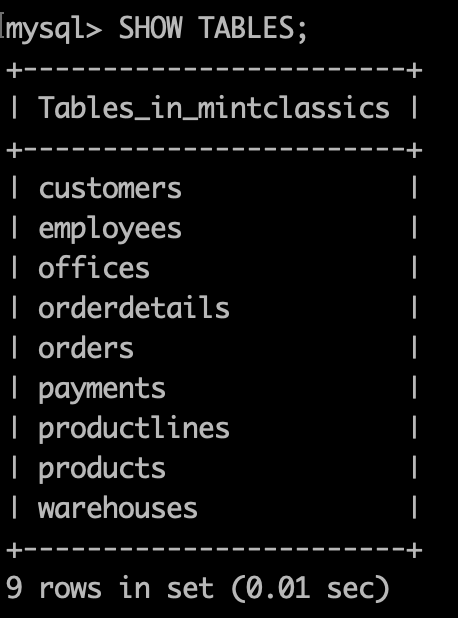 mysql> SHOW TABLES;
+------------------------+
| Tables_in_mintclassics |
+------------------------+
| customers              |
| employees              |
| offices                |
| orderdetails           |
| orders                 |
| payments               |
| productlines           |
| products               |
| warehouses             |
+------------------------+
9 rows in set (0.01 sec)